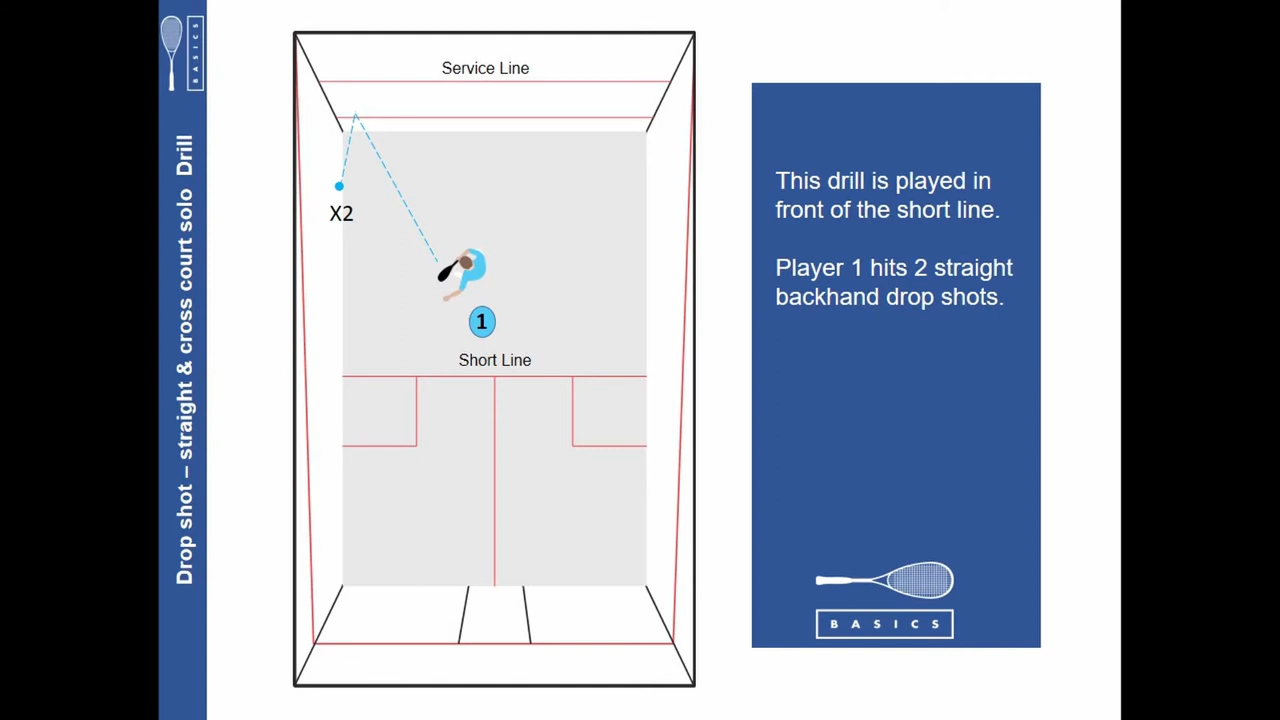 BASICS
Drop shot – straight & cross court solo Drill
Service Line
X2
1
Short Line
This drill is played in
front of the short line.
Player 1 hits 2 straight
backhand drop shots.
BASICS